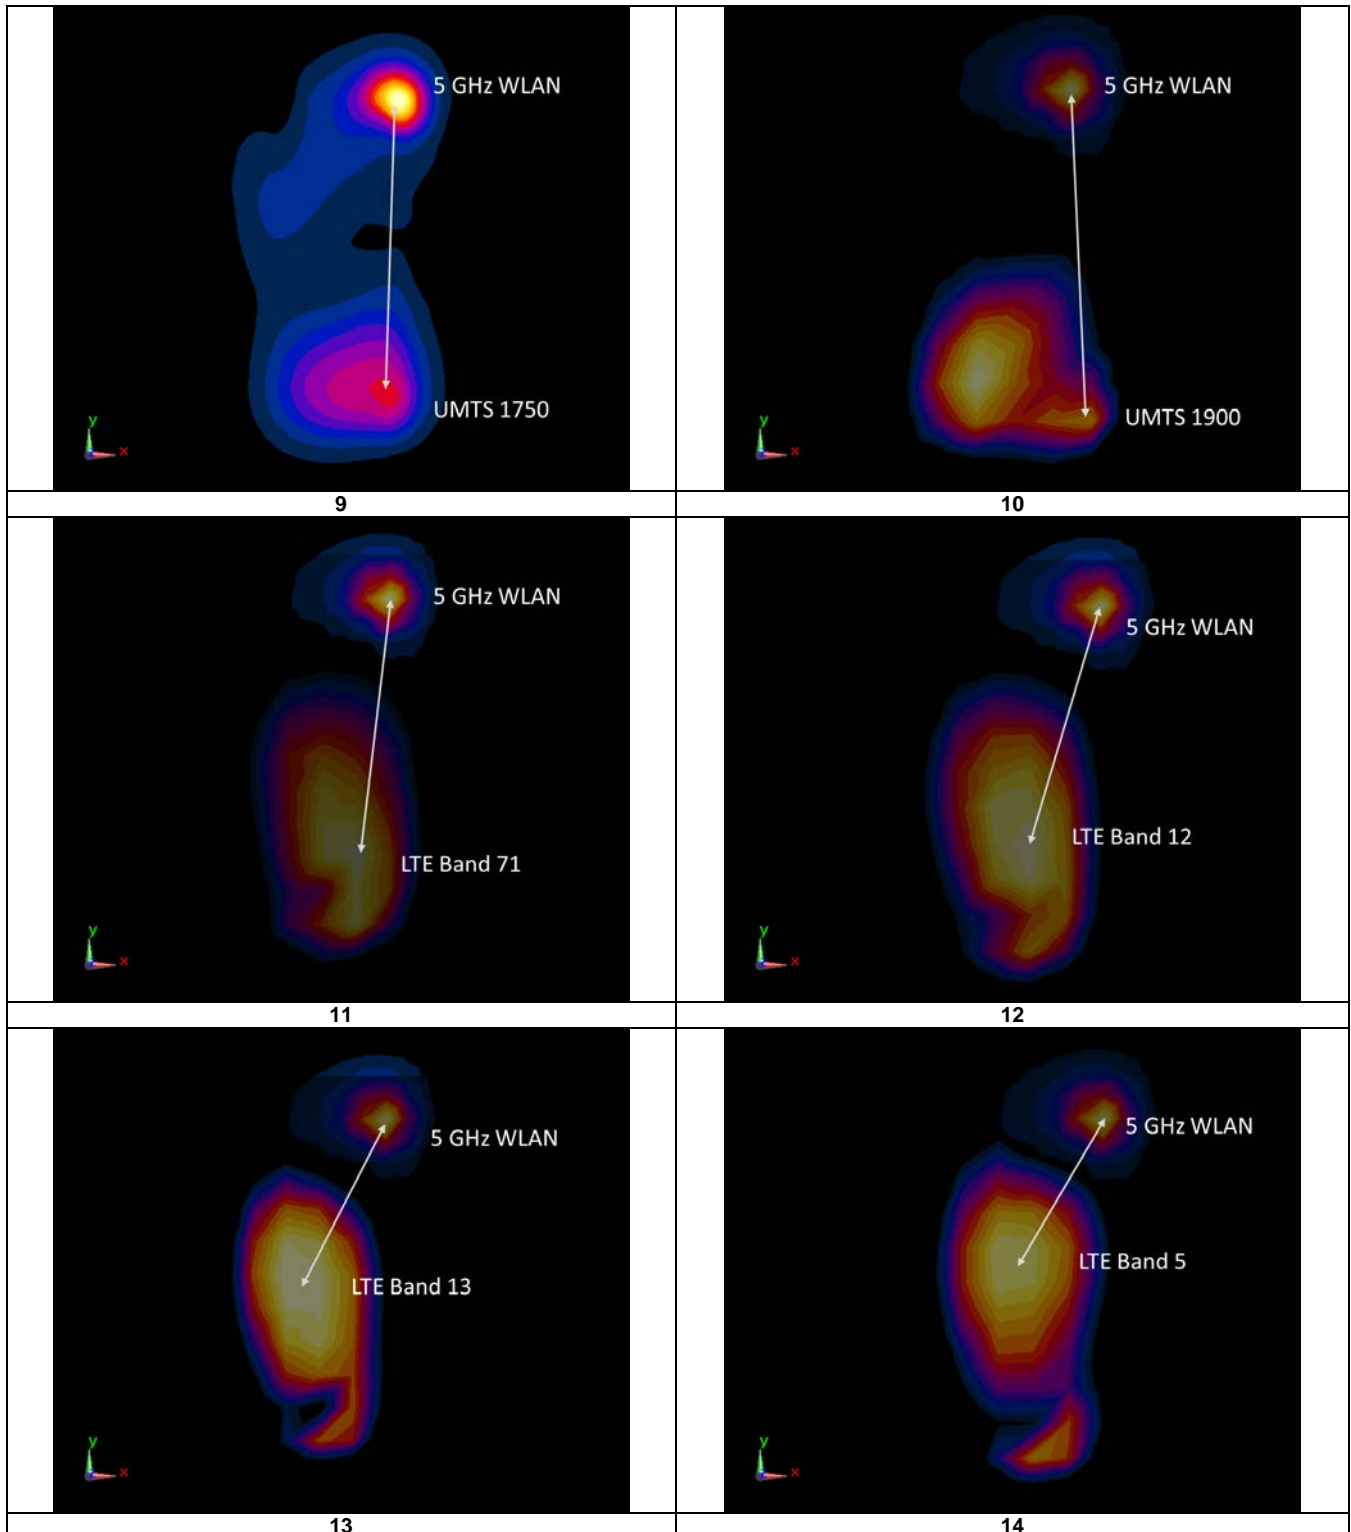 5 GHz WLAN
UMTS 1750
y
x
5 GHz WLAN
UMTS 1900
y
x
9
10
5 GHz WLAN
LTE Band 71
y
x
5 GHz WLAN
LTE Band 12
y
x
11
12
5 GHz WLAN
LTE Band 13
y
x
5 GHz WLAN
LTE Band 5
y
x
13
14